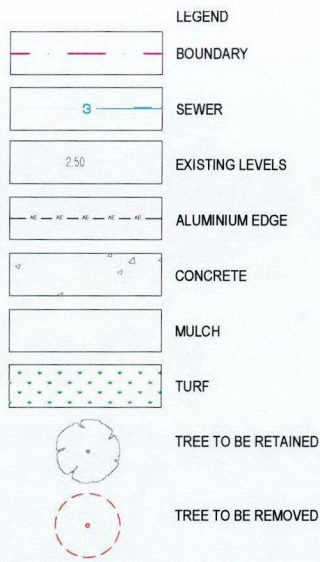 LEGEND
BOUNDARY
3 SEWER
2.50 EXISTING LEVELS
AE AE AE AE AE ALUMINIUM EDGE
CONCRETE
MULCH
TURF
TREE TO BE RETAINED
TREE TO BE REMOVED